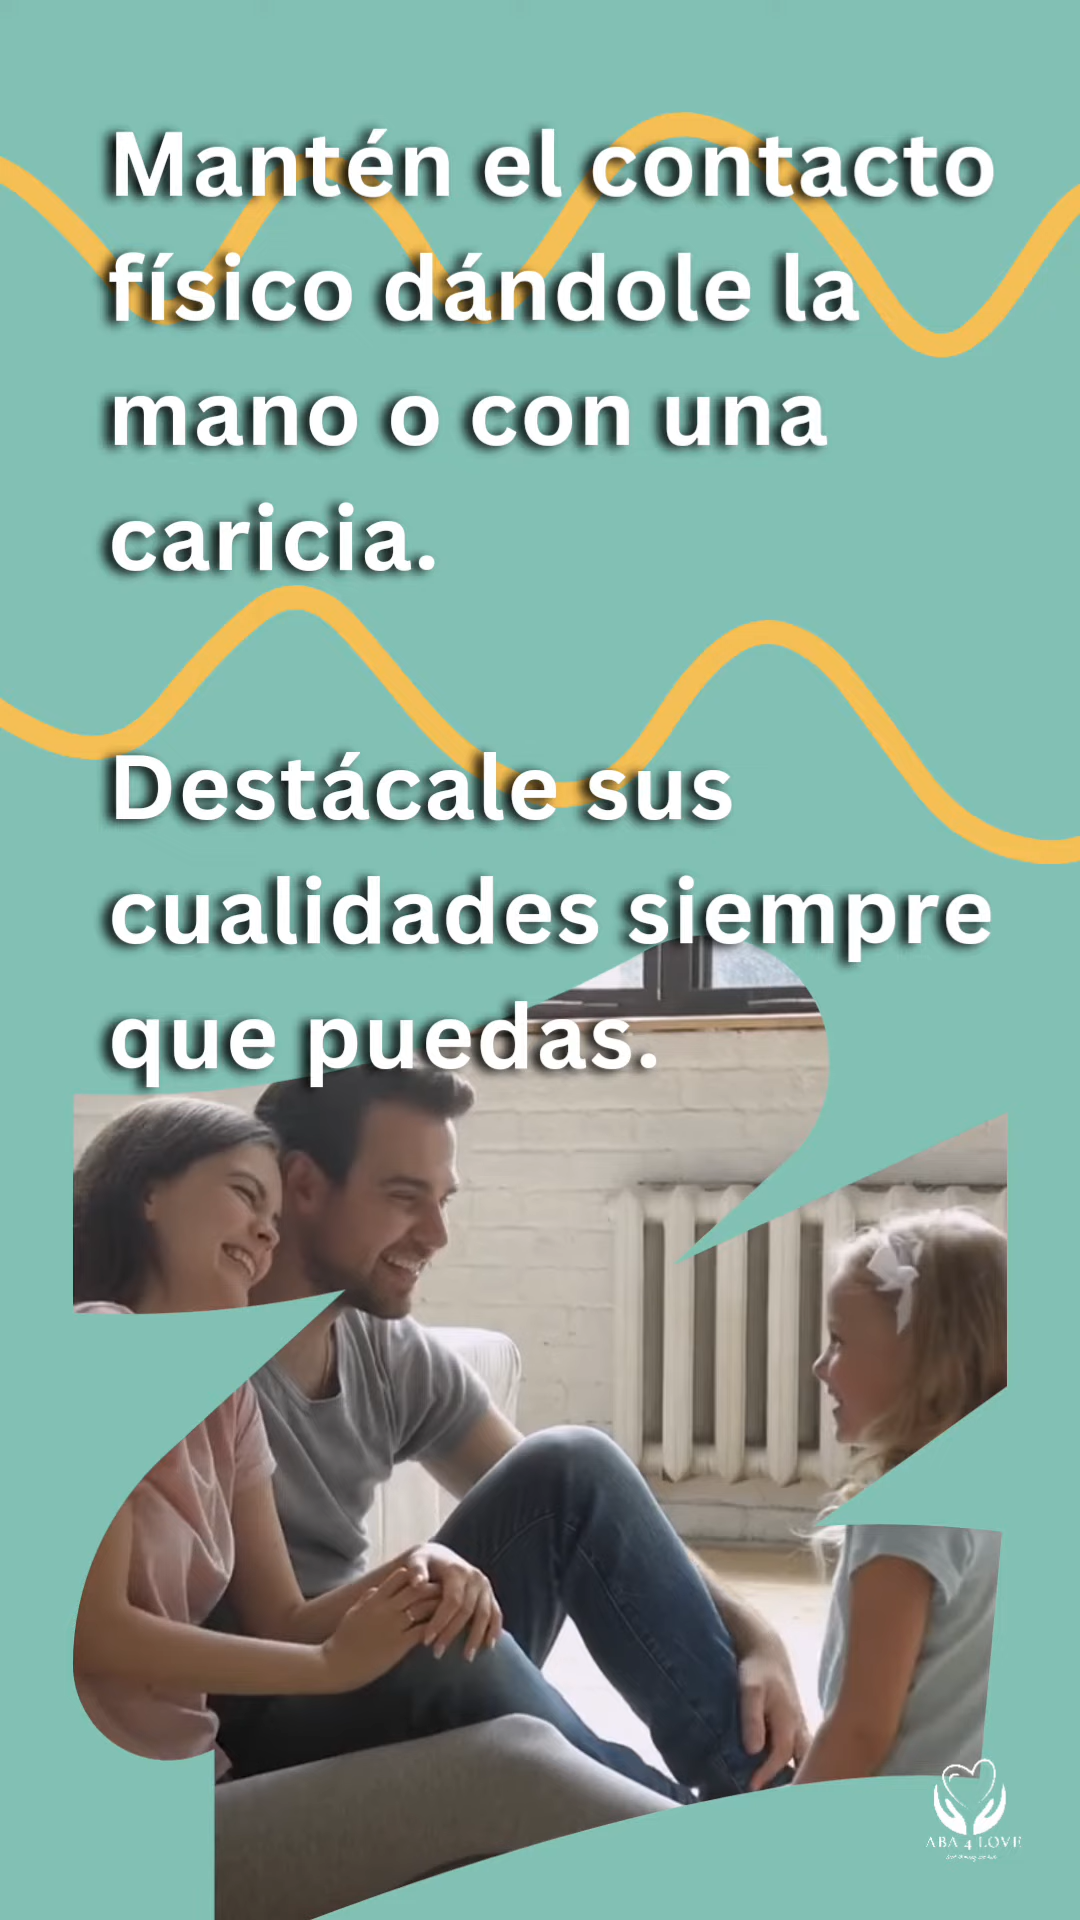 Mantén el contacto
físico dándole la
mano o con una
caricia.
Destácale sus
cualidades siempre
que puedas.
ABA 4 LOVE